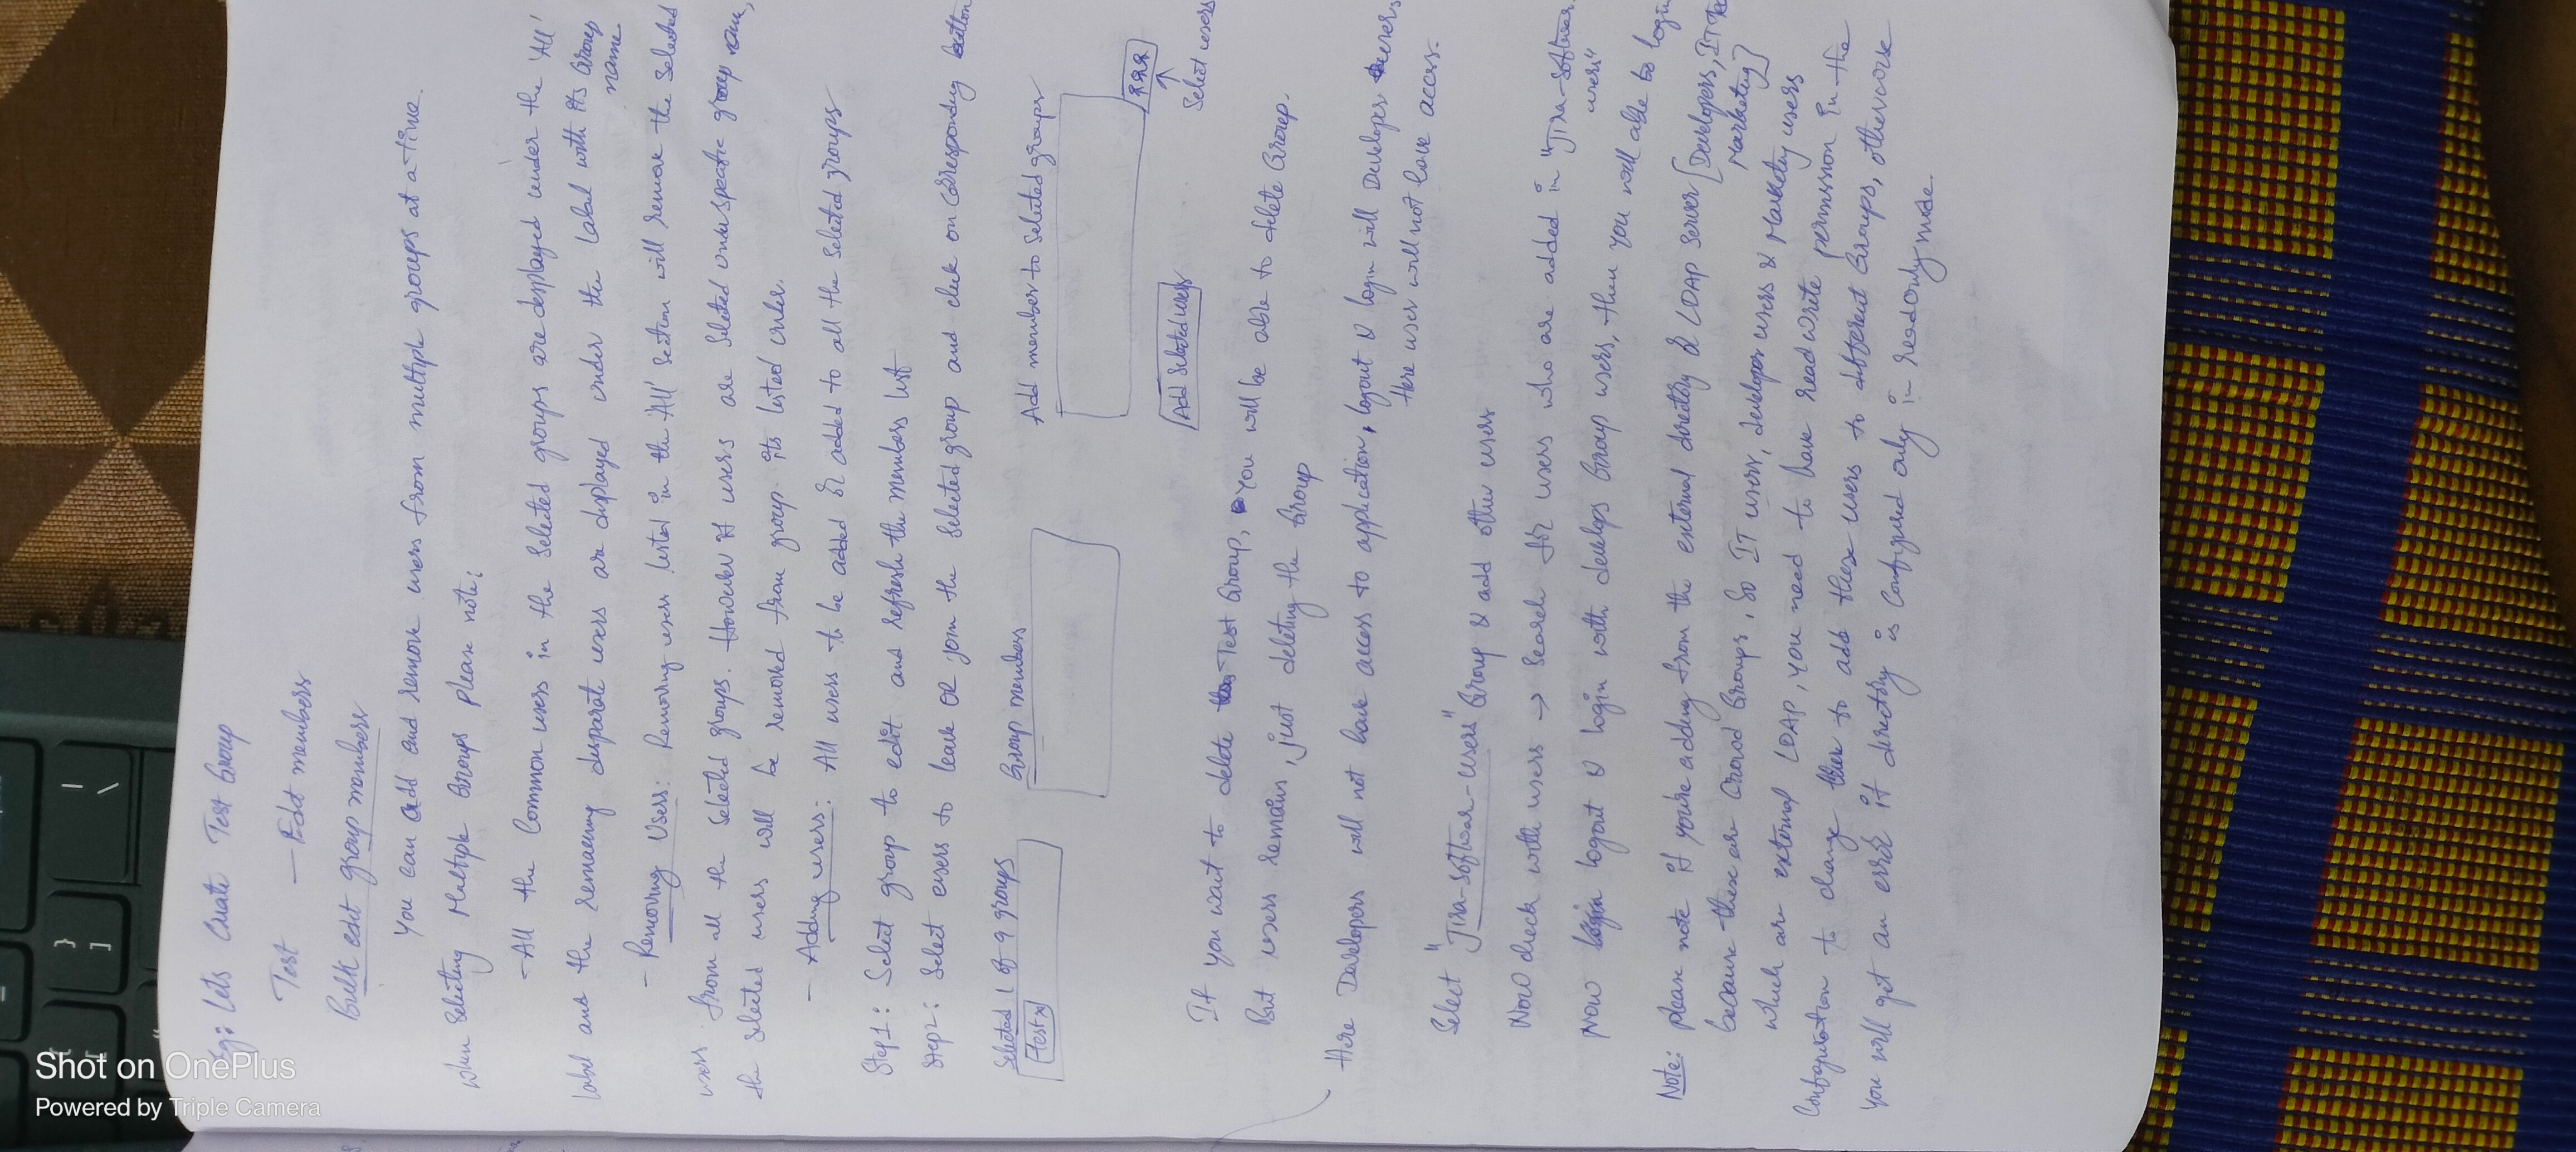 Eg: Lets Create Test Group
Test — Edit members
Bulk edit group members
You can add and remove users from multiple groups at a time.
when Selecting Multiple Groups please note:
- All the Common users in the Selected groups are displayed under the 'All'
label and the remaining disparate users are displayed under the label with its Group
name.
- Removing Users: Removing users listed in the 'All' Section will remove the Selected
users from all the Selected groups. However if users are Selected under specific group name,
the selected users will be removed from group its listed under.
- Adding users: All users to be added or added to all the selected groups
Step1: Select group to edit and refresh the members list
Step2: Select users to leave OR join the Selected group and click on corresponding button
Selected 1 of 9 groups
Test x
Group members
Add member to Selected groups
Add Selected users
Select users
If you want to delete Test Group, you will be able to delete Group.
But users remains, just deleting the Group
Here Developers will not have access to application, logout & login will Developer users
Here user will not have access.
Select "Jira-software-users" Group & add other users
Now check with users → Search for users who are added in "Jira-software-
users"
Now logout & login with develops Group users, then you will able to login
Note: please note if you're adding from the external directory & LDAP Server [Developers, IT
Marketing]
because these are Crowd Groups. So IT users, developer users & Marketing users
which are external LDAP, you need to have read write permission in the
Configuration to change to add these users to different Groups, otherwise
you will get an error if directory is Configured only in readonly mode.
} ]
| \
Shot on OnePlus
Powered by Triple Camera